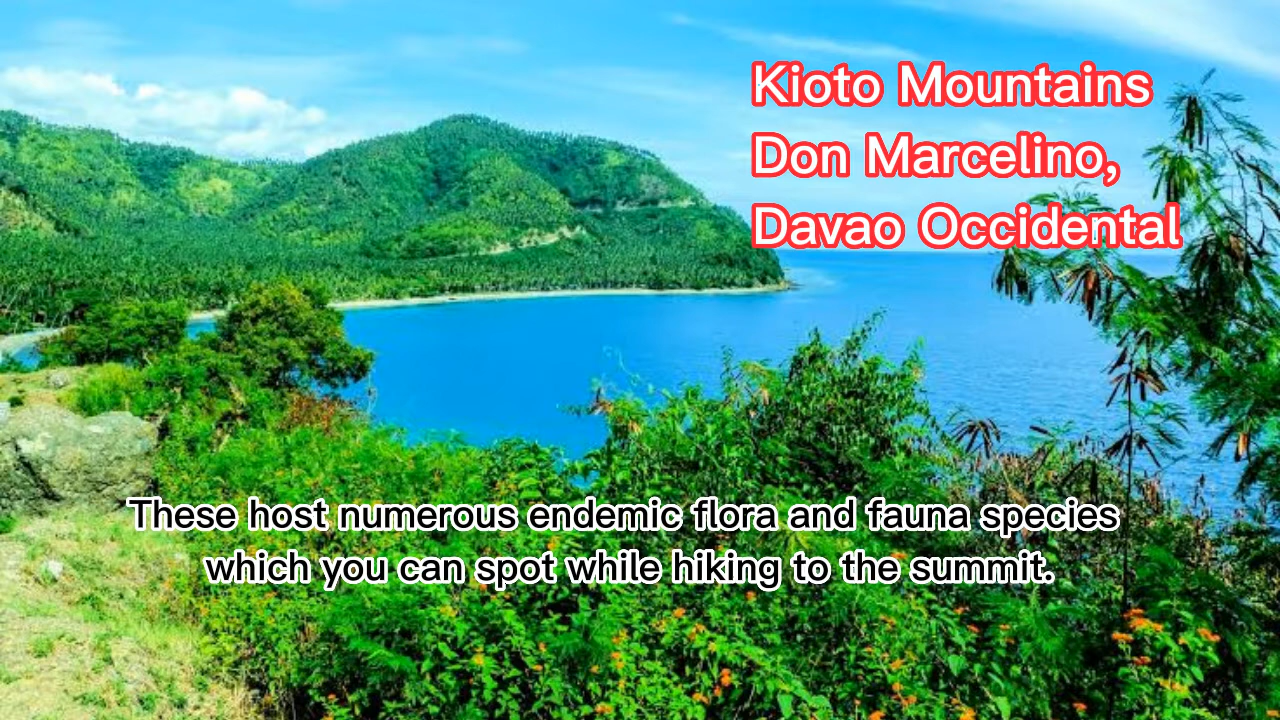 Kioto Mountains
Don Marcelino,
Davao Occidental
These host numerous endemic flora and fauna species
which you can spot while hiking to the summit.